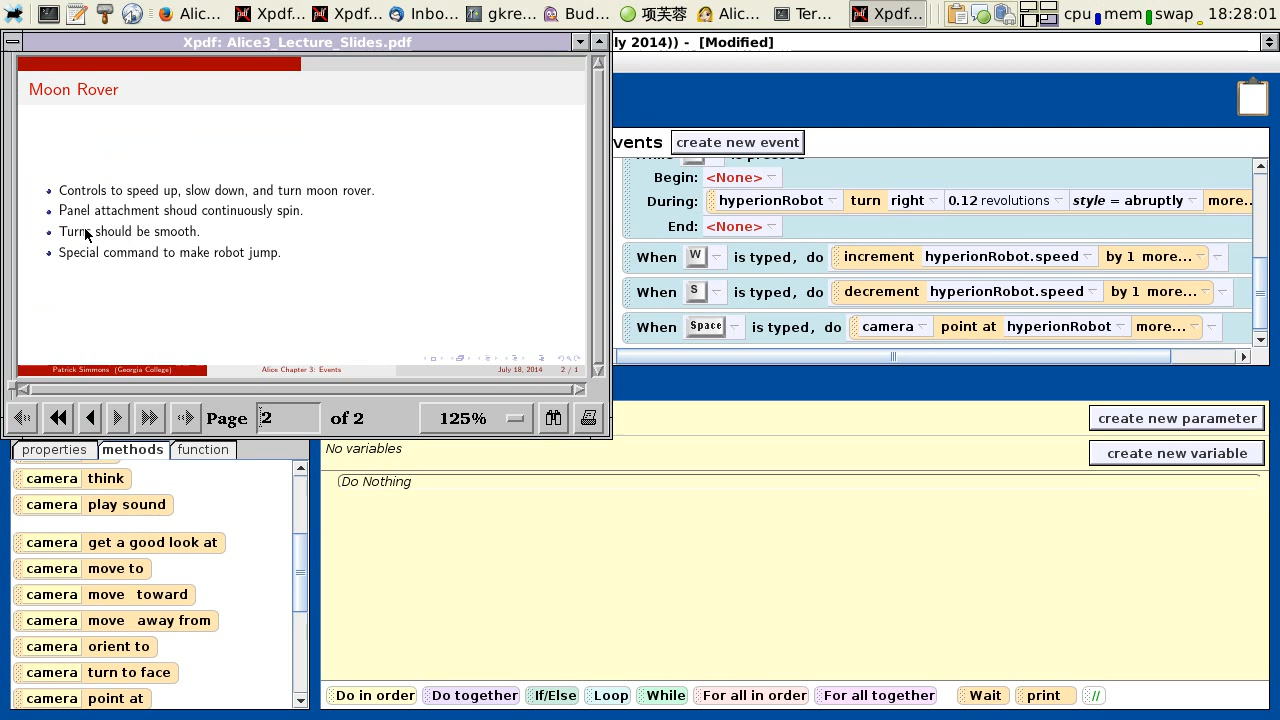 Alic... Xpdf... Xpdf... Inbo... gkre... Bud... 项芙蓉 Alic... Ter... Xpdf... cpu mem swap 18:28:01
Xpdf: Alice3_Lecture_Slides.pdf
ly 2014)) - [Modified]
Moon Rover
Controls to speed up, slow down, and turn moon rover.
Panel attachment shoud continuously spin.
Turns should be smooth.
Special command to make robot jump.
Patrick Simmons (Georgia College) Alice Chapter 3: Events July 18, 2014 2 / 1
Page 2 of 2 125%
vents create new event
is pressed
Begin: <None>
During: hyperionRobot turn right 0.12 revolutions style = abruptly more..
End: <None>
When W is typed, do increment hyperionRobot.speed by 1 more...
When S is typed, do decrement hyperionRobot.speed by 1 more...
When Space is typed, do camera point at hyperionRobot more...
create new parameter
No variables create new variable
(Do Nothing
properties methods function
camera think
camera play sound
camera get a good look at
camera move to
camera move toward
camera move away from
camera orient to
camera turn to face
camera point at
Do in order Do together If/Else Loop While For all in order For all together Wait print //